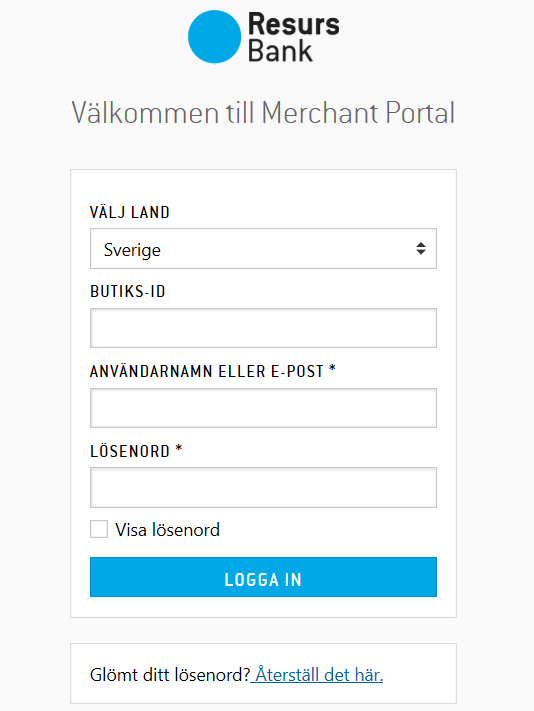 Resurs
Bank
Välkommen till Merchant Portal
VÄLJ LAND
Sverige
BUTIKS-ID
ANVÄNDARNAMN ELLER E-POST *
LÖSENORD *
Visa lösenord
LOGGA IN
Glömt ditt lösenord? Återställ det här.